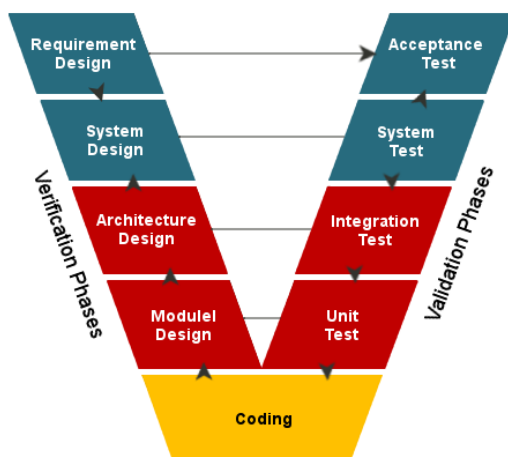 Requirement
Design
Acceptance
Test
System
Design
System
Test
Architecture
Design
Integration
Test
Modulel
Design
Unit
Test
Coding
Verification Phases
Validation Phases